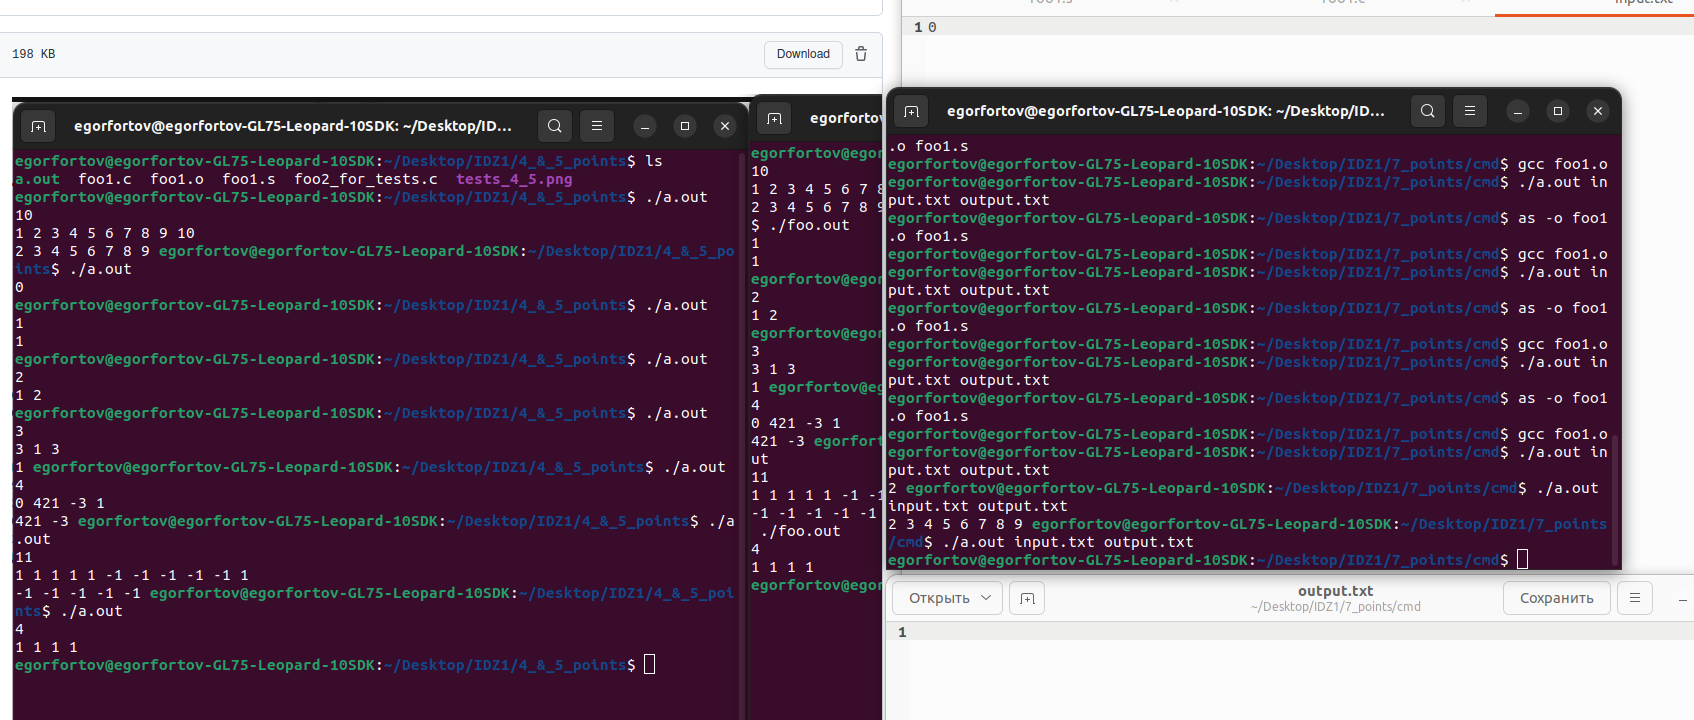 198 KB
Download
egorfortov@egorfortov-GL75-Leopard-10SDK: ~/Desktop/ID...
egorfortov@egorfortov-GL75-Leopard-10SDK:~/Desktop/IDZ1/4_&_5_points$ ls
a.out foo1.c foo1.o foo1.s foo2_for_tests.c tests_4_5.png
egorfortov@egorfortov-GL75-Leopard-10SDK:~/Desktop/IDZ1/4_&_5_points$ ./a.out
10
1 2 3 4 5 6 7 8 9 10
2 3 4 5 6 7 8 9 egorfortov@egorfortov-GL75-Leopard-10SDK:~/Desktop/IDZ1/4_&_5_po
ints$ ./a.out
0
egorfortov@egorfortov-GL75-Leopard-10SDK:~/Desktop/IDZ1/4_&_5_points$ ./a.out
1
1
egorfortov@egorfortov-GL75-Leopard-10SDK:~/Desktop/IDZ1/4_&_5_points$ ./a.out
2
1 2
egorfortov@egorfortov-GL75-Leopard-10SDK:~/Desktop/IDZ1/4_&_5_points$ ./a.out
3
3 1 3
1 egorfortov@egorfortov-GL75-Leopard-10SDK:~/Desktop/IDZ1/4_&_5_points$ ./a.out
4
0 421 -3 1
421 -3 egorfortov@egorfortov-GL75-Leopard-10SDK:~/Desktop/IDZ1/4_&_5_points$ ./a
.out
11
1 1 1 1 1 -1 -1 -1 -1 -1 1
-1 -1 -1 -1 -1 egorfortov@egorfortov-GL75-Leopard-10SDK:~/Desktop/IDZ1/4_&_5_poi
nts$ ./a.out
4
1 1 1 1
egorfortov@egorfortov-GL75-Leopard-10SDK:~/Desktop/IDZ1/4_&_5_points$
egorfortov
egorfor
10
1 2 3 4 5 6 7 8
2 3 4 5 6 7 8 9
$ ./foo.out
1
1
egorfor
2
1 2
egorfor
3
3 1 3
1 egorfortov@eg
4
0 421 -3 1
421 -3 egorfort
ut
11
1 1 1 1 1 -1 -1
-1 -1 -1 -1 -1
./foo.out
4
1 1 1 1
egorfor
1 0
egorfortov@egorfortov-GL75-Leopard-10SDK: ~/Desktop/ID...
.o foo1.s
egorfortov@egorfortov-GL75-Leopard-10SDK:~/Desktop/IDZ1/7_points/cmd$ gcc foo1.o
egorfortov@egorfortov-GL75-Leopard-10SDK:~/Desktop/IDZ1/7_points/cmd$ ./a.out in
put.txt output.txt
egorfortov@egorfortov-GL75-Leopard-10SDK:~/Desktop/IDZ1/7_points/cmd$ as -o foo1
.o foo1.s
egorfortov@egorfortov-GL75-Leopard-10SDK:~/Desktop/IDZ1/7_points/cmd$ gcc foo1.o
egorfortov@egorfortov-GL75-Leopard-10SDK:~/Desktop/IDZ1/7_points/cmd$ ./a.out in
put.txt output.txt
egorfortov@egorfortov-GL75-Leopard-10SDK:~/Desktop/IDZ1/7_points/cmd$ as -o foo1
.o foo1.s
egorfortov@egorfortov-GL75-Leopard-10SDK:~/Desktop/IDZ1/7_points/cmd$ gcc foo1.o
egorfortov@egorfortov-GL75-Leopard-10SDK:~/Desktop/IDZ1/7_points/cmd$ ./a.out in
put.txt output.txt
egorfortov@egorfortov-GL75-Leopard-10SDK:~/Desktop/IDZ1/7_points/cmd$ as -o foo1
.o foo1.s
egorfortov@egorfortov-GL75-Leopard-10SDK:~/Desktop/IDZ1/7_points/cmd$ gcc foo1.o
egorfortov@egorfortov-GL75-Leopard-10SDK:~/Desktop/IDZ1/7_points/cmd$ ./a.out in
put.txt output.txt
2 egorfortov@egorfortov-GL75-Leopard-10SDK:~/Desktop/IDZ1/7_points/cmd$ ./a.out
input.txt output.txt
2 3 4 5 6 7 8 9 egorfortov@egorfortov-GL75-Leopard-10SDK:~/Desktop/IDZ1/7_points
/cmd$ ./a.out input.txt output.txt
egorfortov@egorfortov-GL75-Leopard-10SDK:~/Desktop/IDZ1/7_points/cmd$
Открыть
output.txt
~/Desktop/IDZ1/7_points/cmd
Сохранить
1